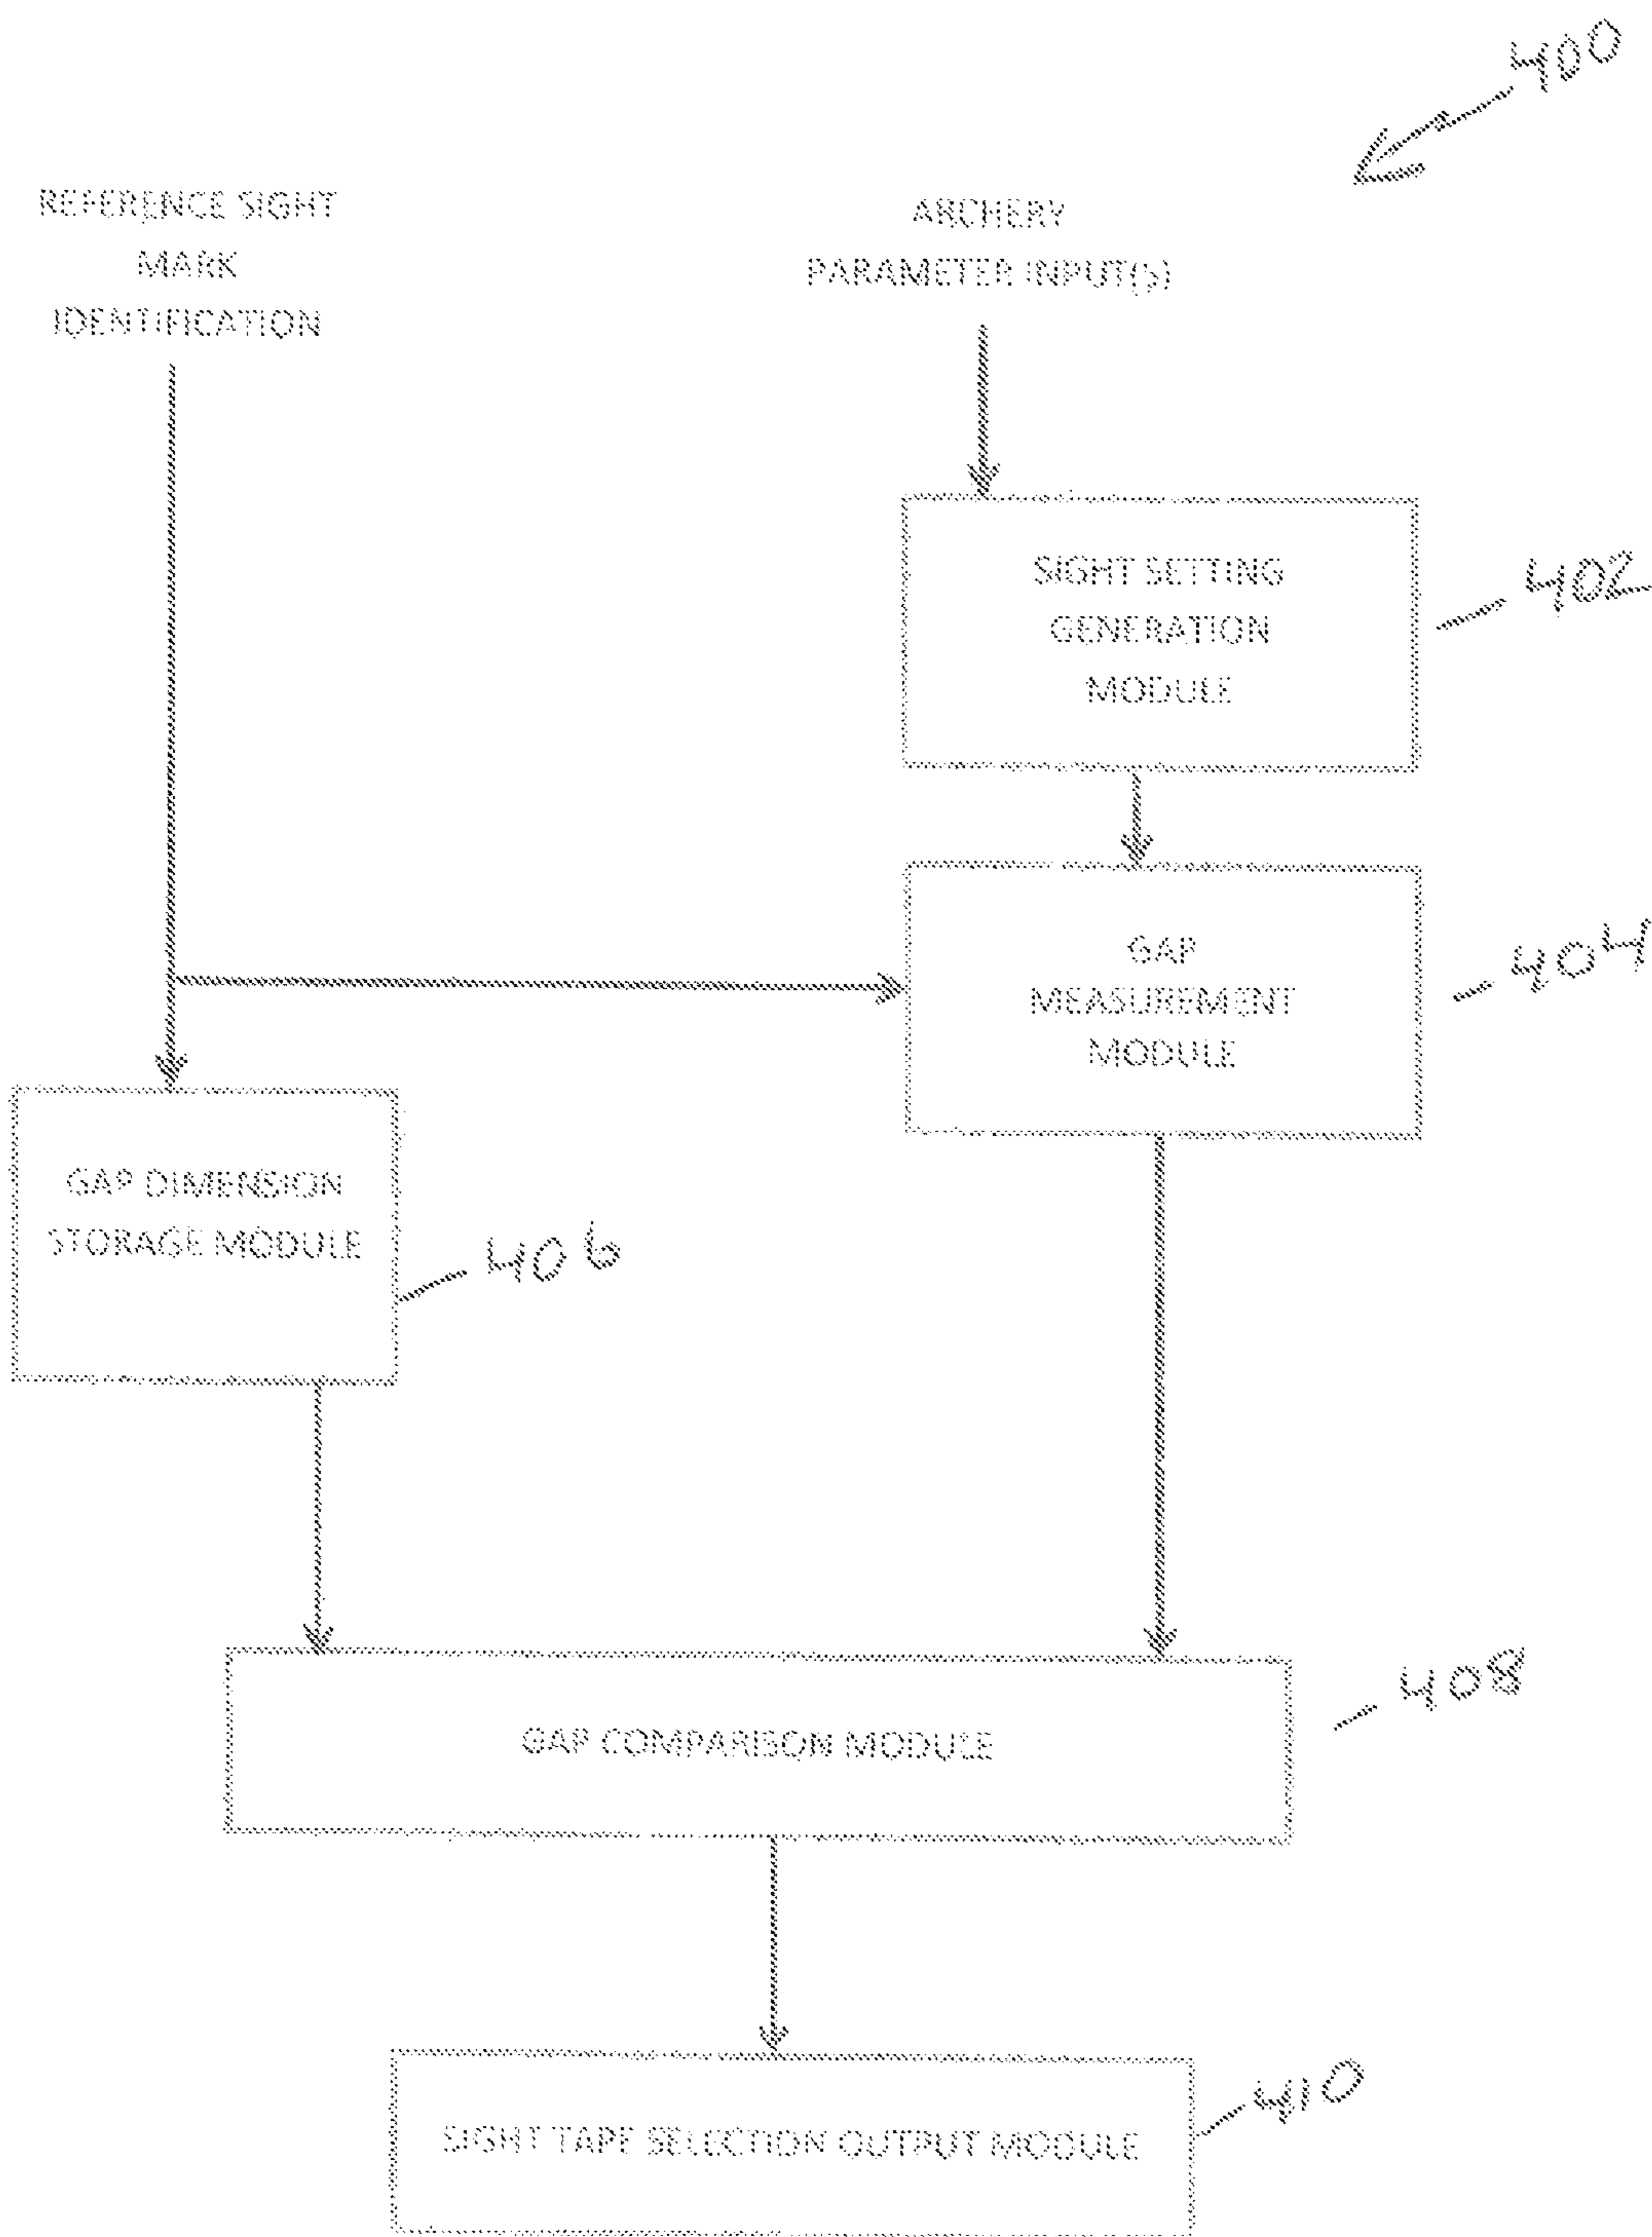 400
REFERENCE SIGHT
MARK
IDENTIFICATION
ARCHERY
PARAMETER INPUT(S)
SIGHT SETTING
GENERATION
MODULE
402
GAP
MEASUREMENT
MODULE
404
GAP DIMENSION
STORAGE MODULE
406
GAP COMPARISON MODULE
408
SIGHT TAPE SELECTION OUTPUT MODULE
410